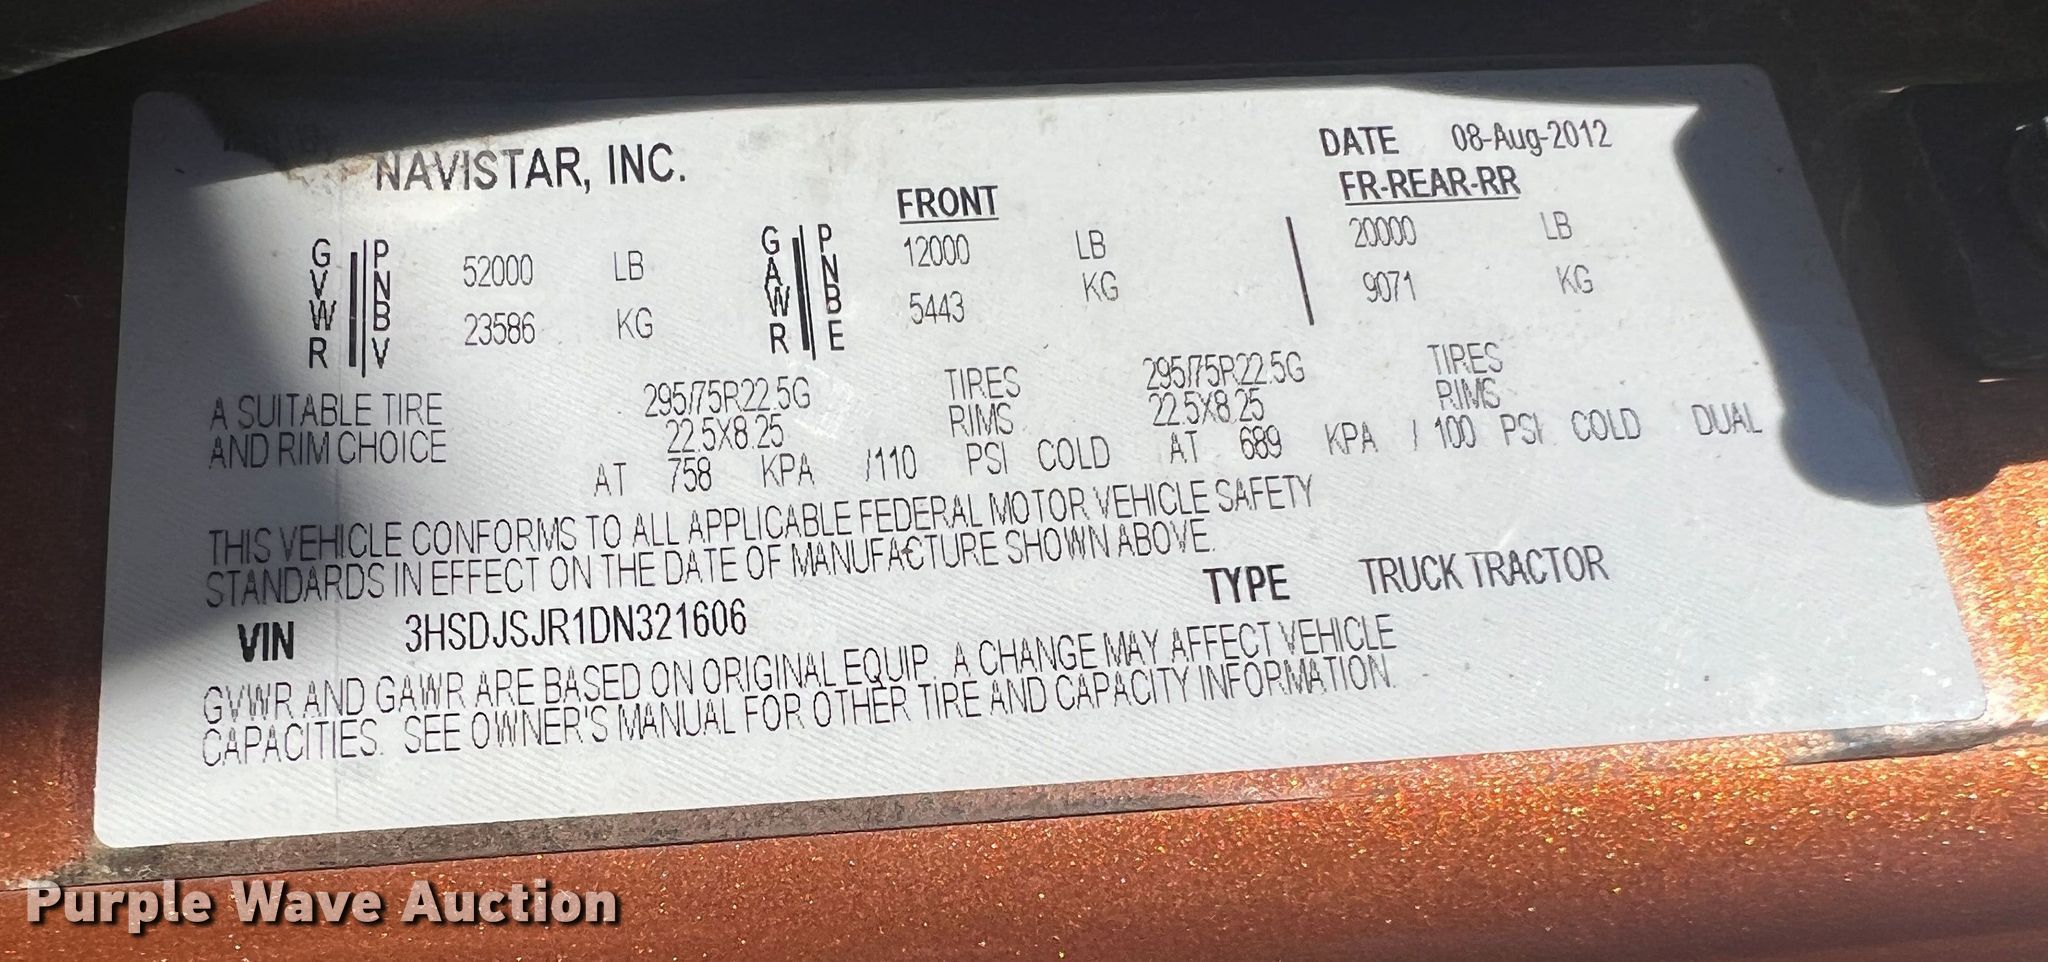 NAVISTAR, INC.
DATE 08-Aug-2012
FRONT FR-REAR-RR
GVWR PNBV 52000 LB GAWR PNBE 12000 LB 20000 LB
23586 KG 5443 KG 9071 KG
A SUITABLE TIRE 295/75R22.5G TIRES 295/75R22.5G TIRES
AND RIM CHOICE 22.5X8.25 RIMS 22.5X8.25 RIMS
AT 758 KPA /110 PSI COLD AT 689 KPA / 100 PSI COLD DUAL
THIS VEHICLE CONFORMS TO ALL APPLICABLE FEDERAL MOTOR VEHICLE SAFETY
STANDARDS IN EFFECT ON THE DATE OF MANUFACTURE SHOWN ABOVE.
VIN 3HSDJSJR1DN321606 TYPE TRUCK TRACTOR
GVWR AND GAWR ARE BASED ON ORIGINAL EQUIP. A CHANGE MAY AFFECT VEHICLE
CAPACITIES. SEE OWNER'S MANUAL FOR OTHER TIRE AND CAPACITY INFORMATION.
Purple Wave Auction